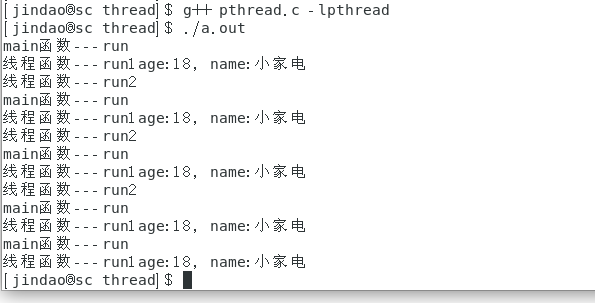 [jindao@sc thread]$ g++ pthread.c -lpthread
[jindao@sc thread]$ ./a.out
main函数---run
线程函数---run1age:18, name:小家电
线程函数---run2
main函数---run
线程函数---run1age:18, name:小家电
线程函数---run2
main函数---run
线程函数---run1age:18, name:小家电
线程函数---run2
main函数---run
线程函数---run1age:18, name:小家电
main函数---run
线程函数---run1age:18, name:小家电
[jindao@sc thread]$